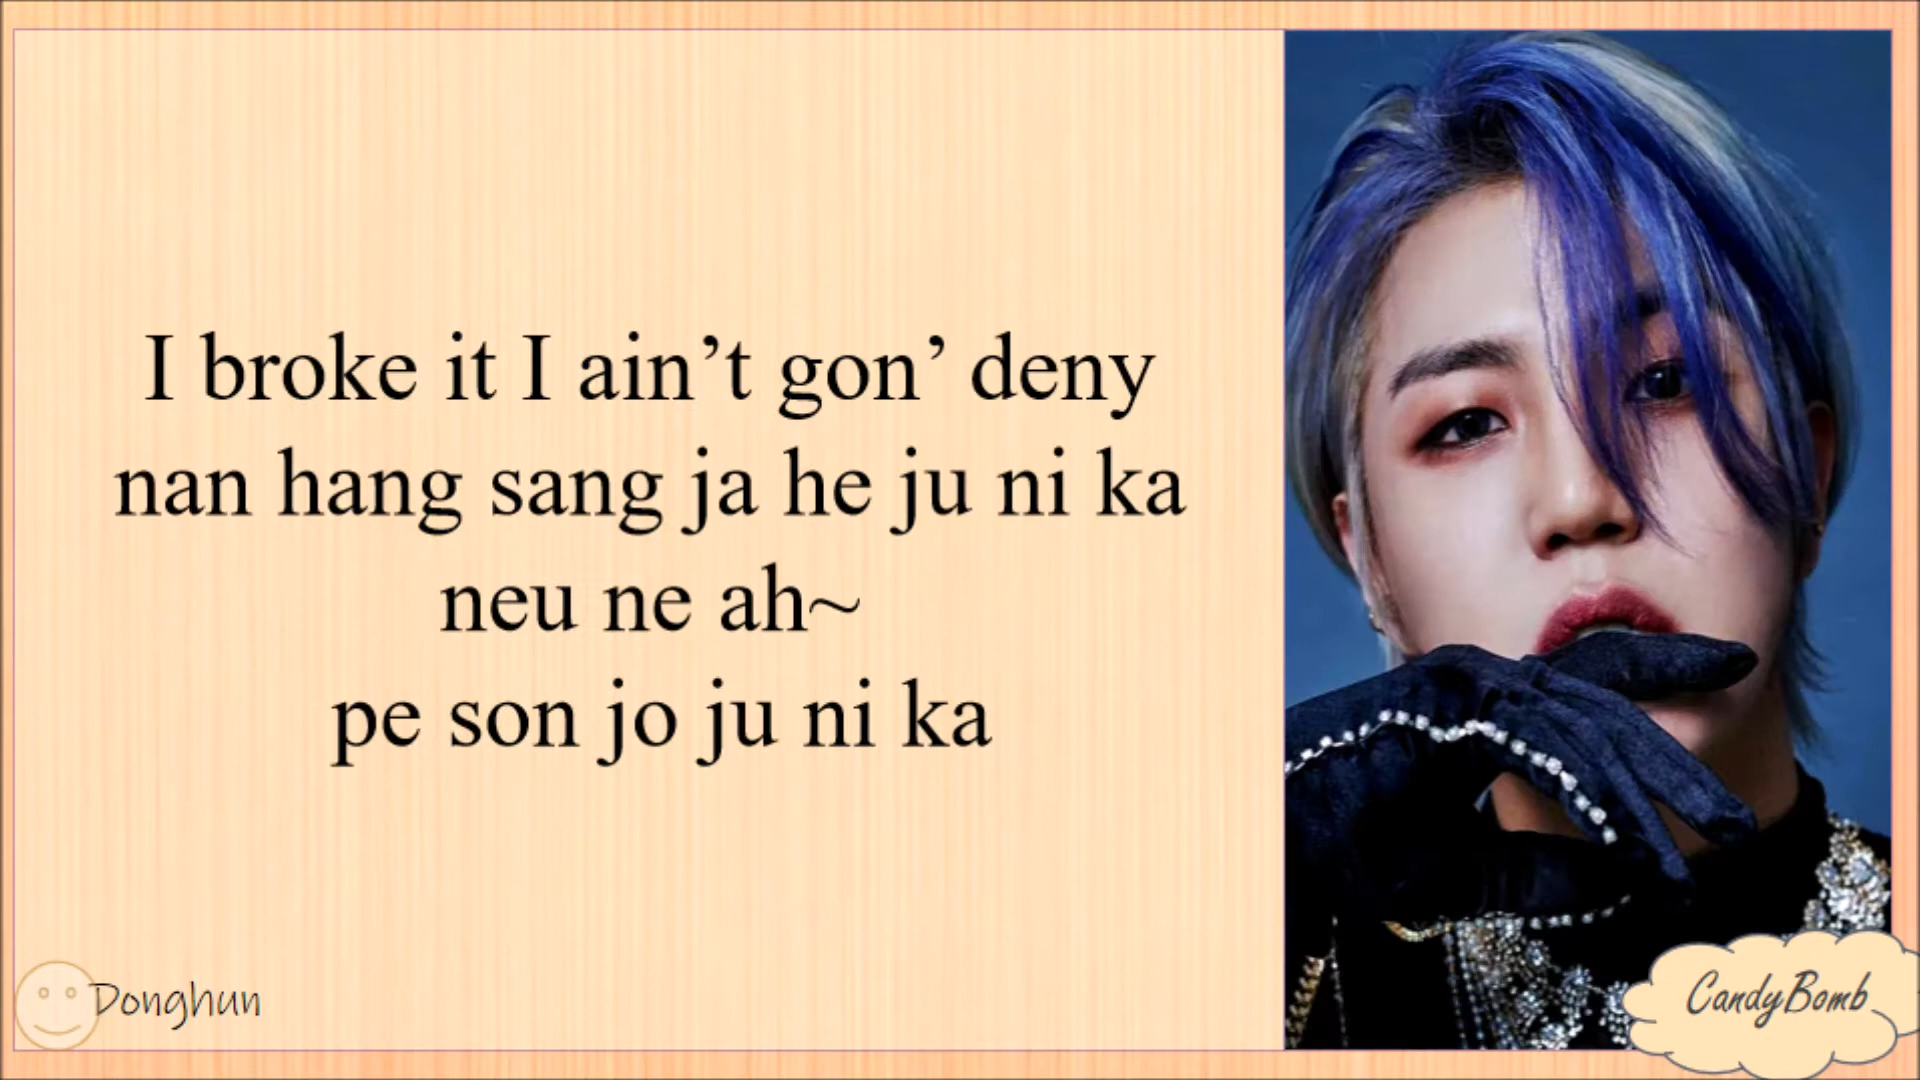 I broke it I ain’t gon’ deny
nan hang sang ja he ju ni ka
neu ne ah~
pe son jo ju ni ka
Donghun
CandyBomb